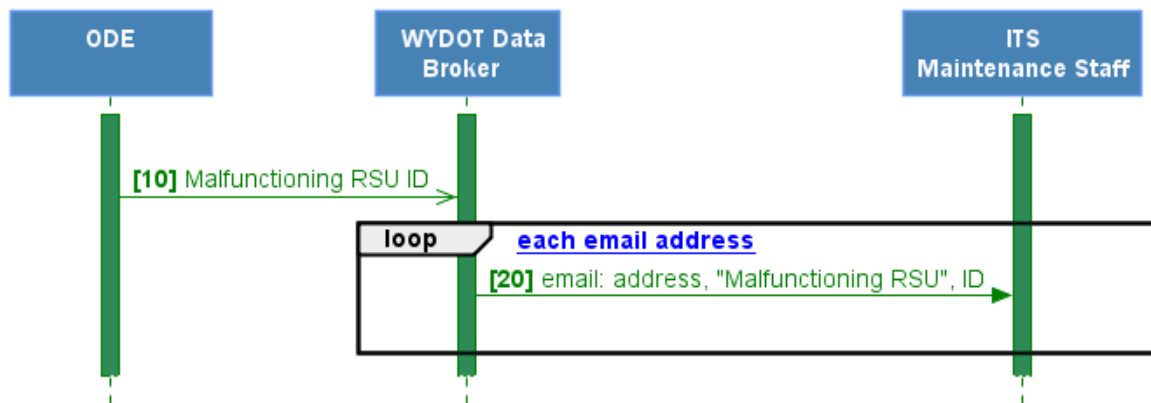 ODE
WYDOT Data
Broker
ITS
Maintenance Staff
[10] Malfunctioning RSU ID
loop
each email address
[20] email: address, "Malfunctioning RSU", ID